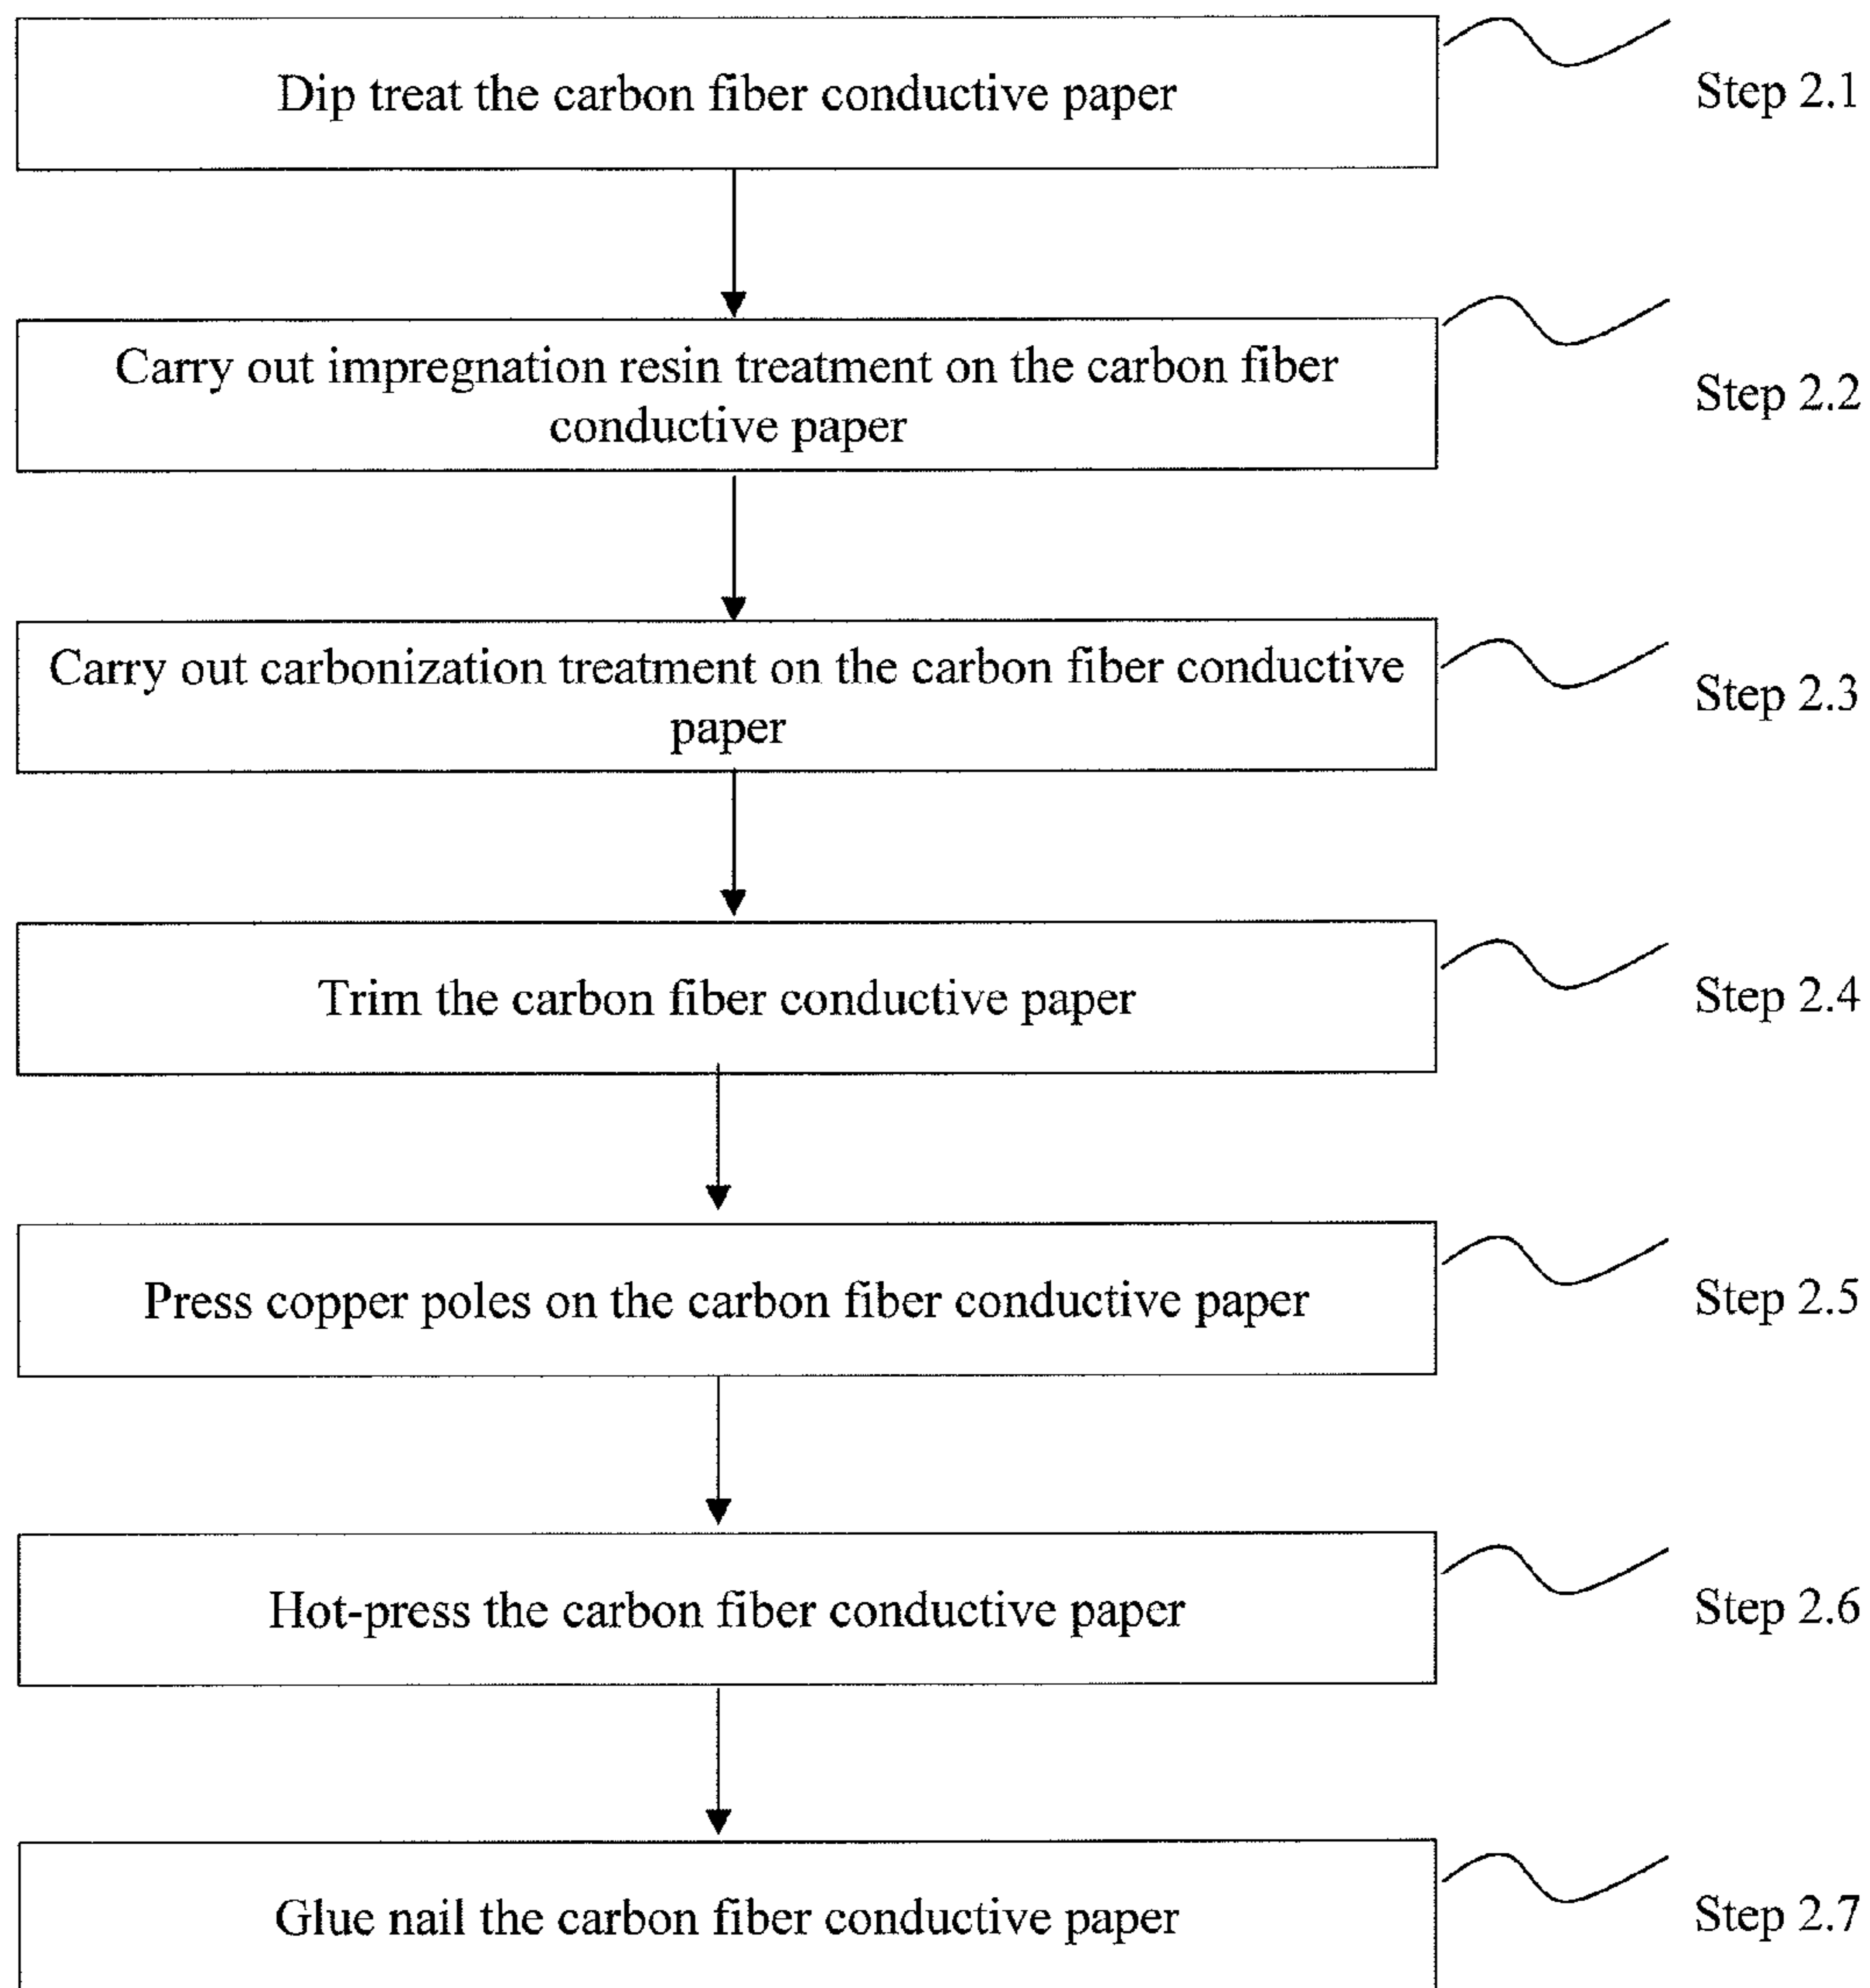 Dip treat the carbon fiber conductive paper
Step 2.1
Carry out impregnation resin treatment on the carbon fiber
conductive paper
Step 2.2
Carry out carbonization treatment on the carbon fiber conductive
paper
Step 2.3
Trim the carbon fiber conductive paper
Step 2.4
Press copper poles on the carbon fiber conductive paper
Step 2.5
Hot-press the carbon fiber conductive paper
Step 2.6
Glue nail the carbon fiber conductive paper
Step 2.7